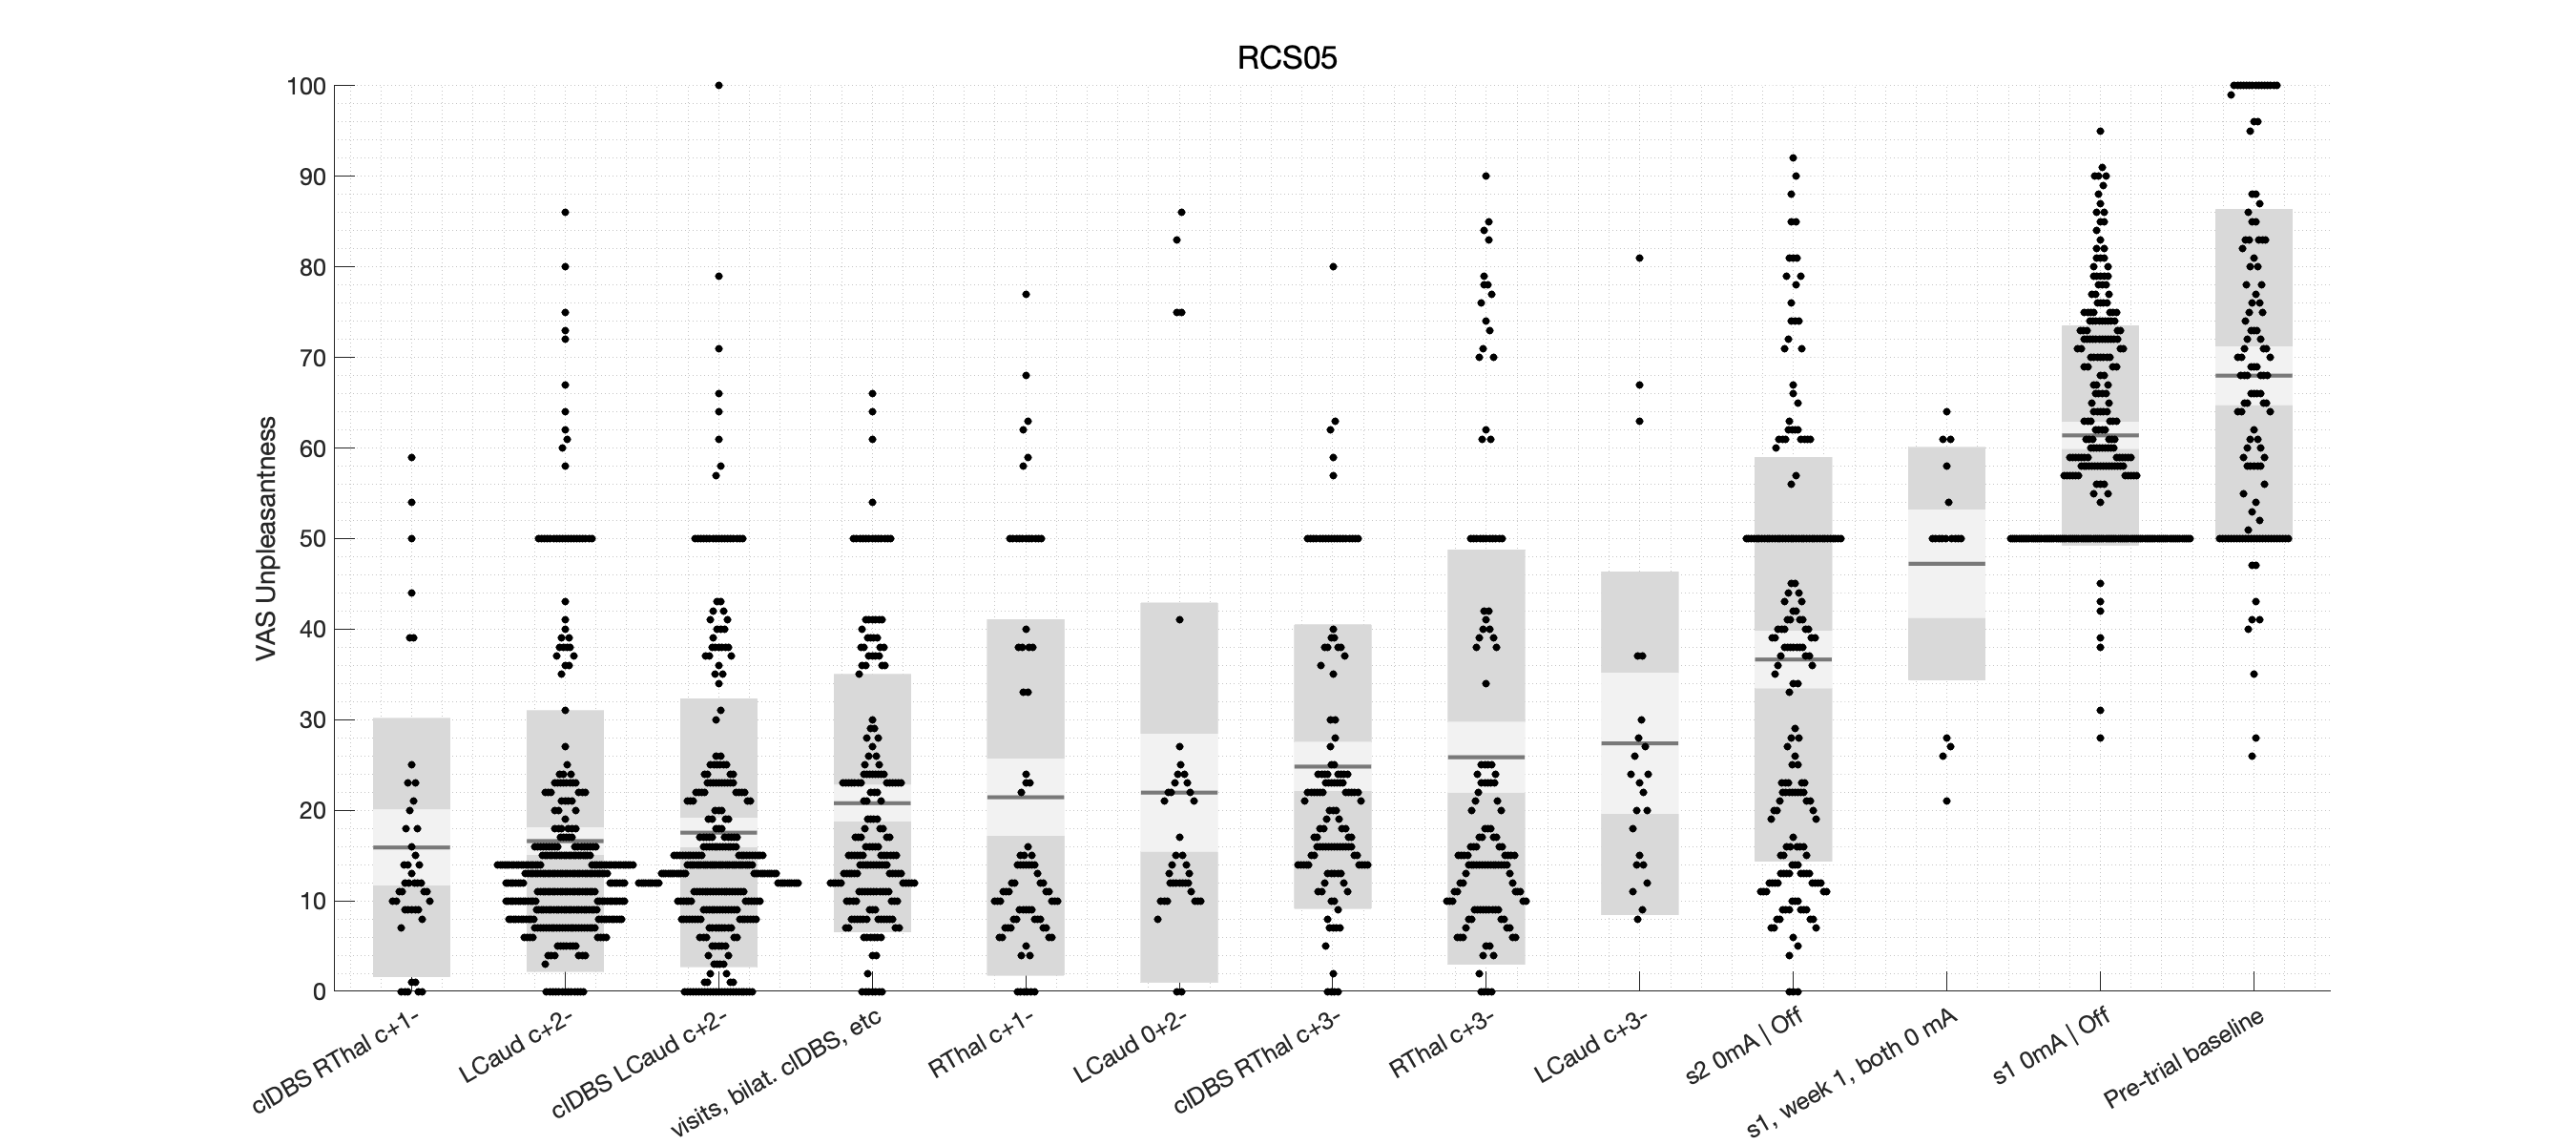 RCS05
VAS Unpleasantness
100
90
80
70
60
50
40
30
20
10
0
clDBS RThal c+1-
LCaud c+2-
clDBS LCaud c+2-
visits, bilat. clDBS, etc
RThal c+1-
LCaud 0+2-
clDBS RThal c+3-
RThal c+3-
LCaud c+3-
s2 0mA | Off
s1, week 1, both 0 mA
s1 0mA | Off
Pre-trial baseline